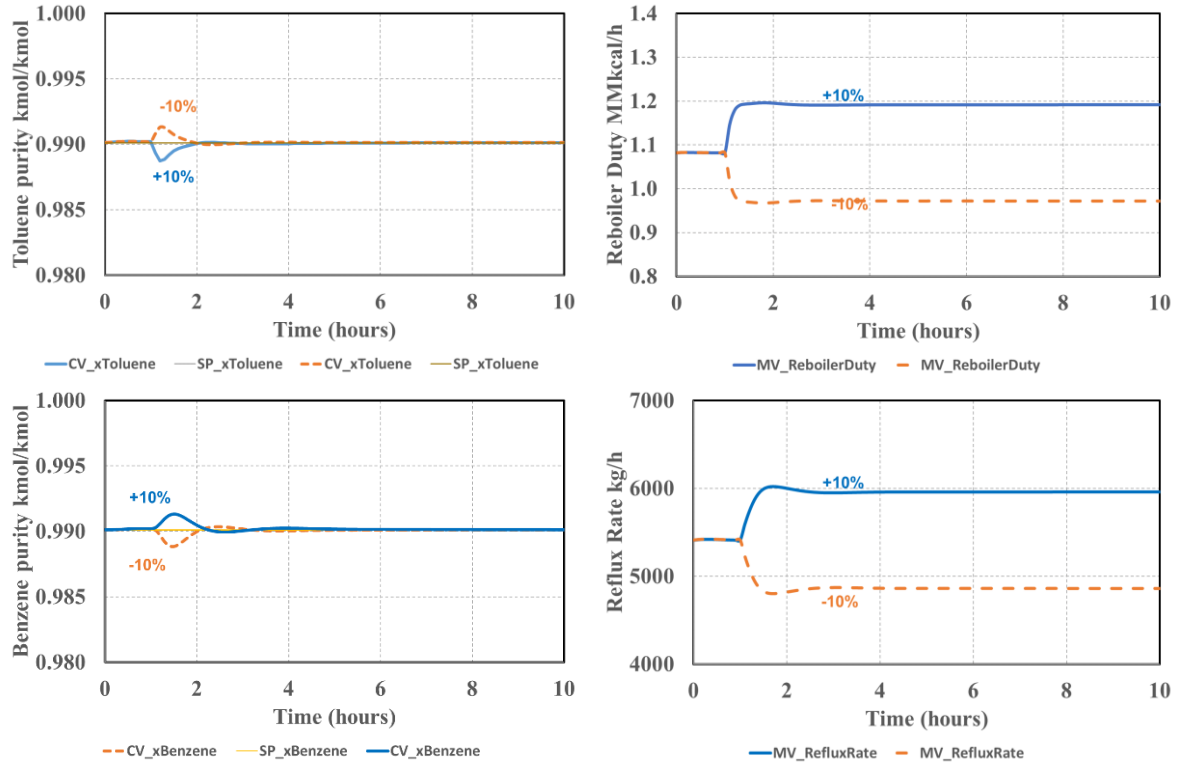 Toluene purity kmol/kmol
1.000
0.995
0.990
0.985
0.980
-10%
+10%
0 2 4 6 8 10
Time (hours)
CV_xToluene SP_xToluene CV_xToluene SP_xToluene
Reboiler Duty MMkcal/h
1.4
1.3
1.2
1.1
1.0
0.9
0.8
+10%
-10%
0 2 4 6 8 10
Time (hours)
MV_ReboilerDuty MV_ReboilerDuty
Benzene purity kmol/kmol
1.000
0.995
0.990
0.985
0.980
+10%
-10%
0 2 4 6 8 10
Time (hours)
CV_xBenzene SP_xBenzene CV_xBenzene
Reflux Rate kg/h
7000
6000
5000
4000
+10%
-10%
0 2 4 6 8 10
Time (hours)
MV_RefluxRate MV_RefluxRate